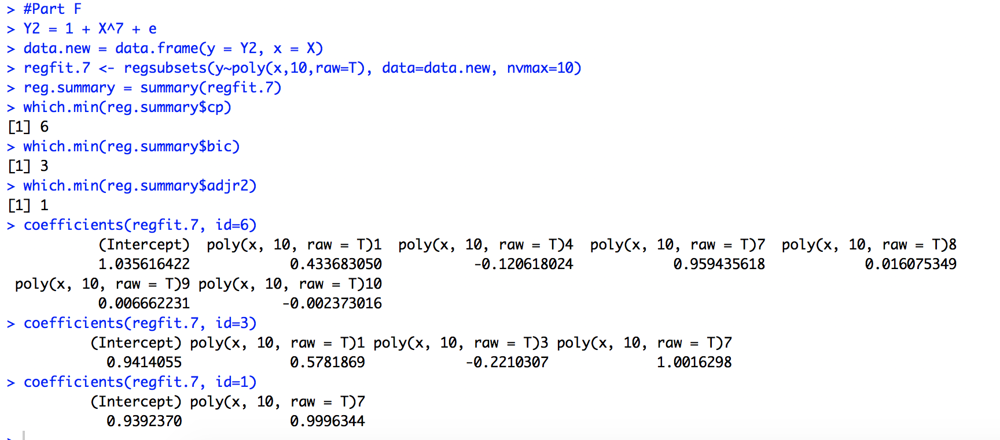 > #Part F
> Y2 = 1 + X^7 + e
> data.new = data.frame(y = Y2, x = X)
> regfit.7 <- regsubsets(y~poly(x,10,raw=T), data=data.new, nvmax=10)
> reg.summary = summary(regfit.7)
> which.min(reg.summary$cp)
[1] 6
> which.min(reg.summary$bic)
[1] 3
> which.min(reg.summary$adjr2)
[1] 1
> coefficients(regfit.7, id=6)
(Intercept) poly(x, 10, raw = T)1 poly(x, 10, raw = T)4 poly(x, 10, raw = T)7 poly(x, 10, raw = T)8
1.035616422 0.433683050 -0.120618024 0.959435618 0.016075349
poly(x, 10, raw = T)9 poly(x, 10, raw = T)10
0.006662231 -0.002373016
> coefficients(regfit.7, id=3)
(Intercept) poly(x, 10, raw = T)1 poly(x, 10, raw = T)3 poly(x, 10, raw = T)7
0.9414055 0.5781869 -0.2210307 1.0016298
> coefficients(regfit.7, id=1)
(Intercept) poly(x, 10, raw = T)7
0.9392370 0.9996344
>